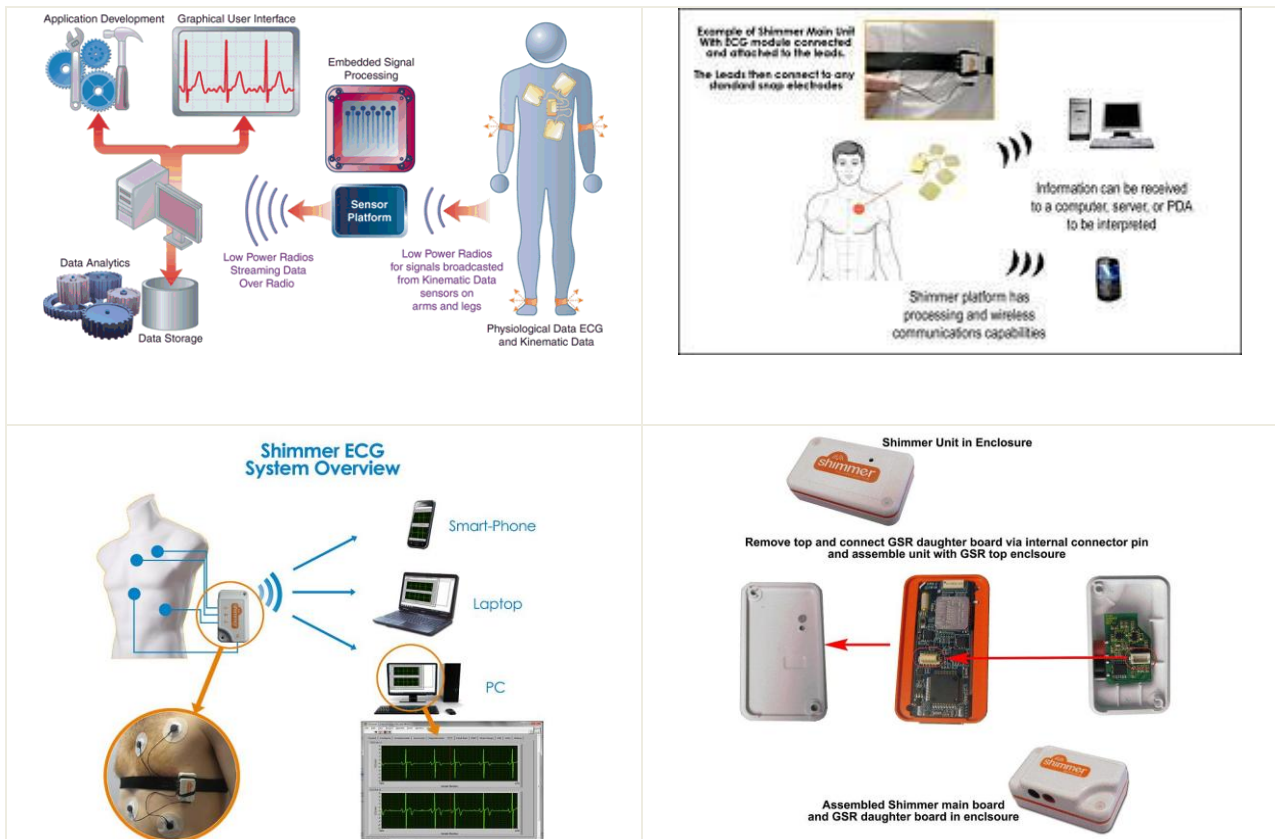 Application Development
Graphical User Interface
Embedded Signal
Processing
Sensor
Platform
Low Power Radios
Streaming Data
Over Radio
Low Power Radios
for signals broadcasted
from Kinematic Data
sensors on
arms and legs
Data Analytics
Data Storage
Physiological Data ECG
and Kinematic Data
Example of Shimmer Main Unit
With ECG module connected
and attached to the leads.
The Leads then connect to any
standard snap electrodes
Information can be received
to a computer, server, or PDA
to be interpreted
Shimmer platform has
processing and wireless
communications capabilities
Shimmer ECG
System Overview
Smart-Phone
Laptop
PC
Shimmer Unit in Enclosure
shimmer
Remove top and connect GSR daughter board via internal connector pin
and assemble unit with GSR top enclsoure
shimmer
Assembled Shimmer main board
and GSR daughter board in enclsoure